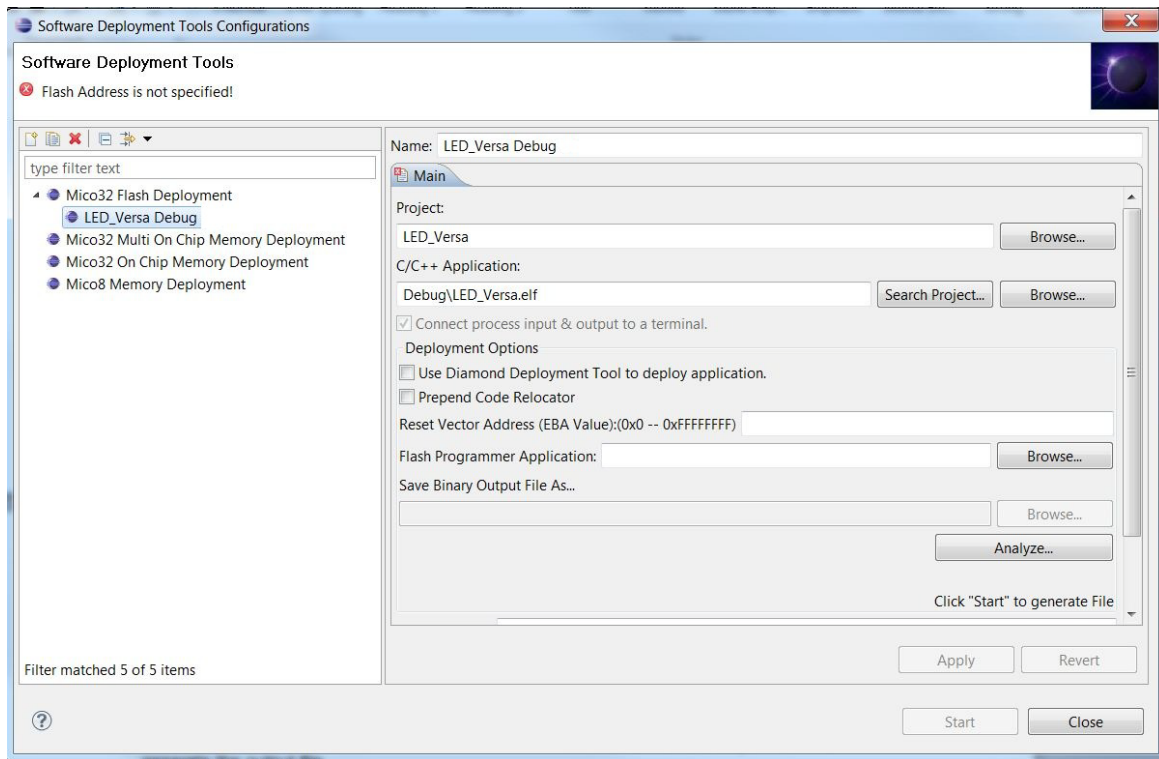 Software Deployment Tools Configurations
Software Deployment Tools
Flash Address is not specified!
type filter text
Mico32 Flash Deployment
LED_Versa Debug
Mico32 Multi On Chip Memory Deployment
Mico32 On Chip Memory Deployment
Mico8 Memory Deployment
Filter matched 5 of 5 items
Name: LED_Versa Debug
Main
Project:
LED_Versa Browse...
C/C++ Application:
Debug\LED_Versa.elf Search Project... Browse...
Connect process input & output to a terminal.
Deployment Options
Use Diamond Deployment Tool to deploy application.
Prepend Code Relocator
Reset Vector Address (EBA Value):(0x0 -- 0xFFFFFFFF)
Flash Programmer Application: Browse...
Save Binary Output File As...
Browse...
Analyze...
Click "Start" to generate File
Apply Revert
Start Close